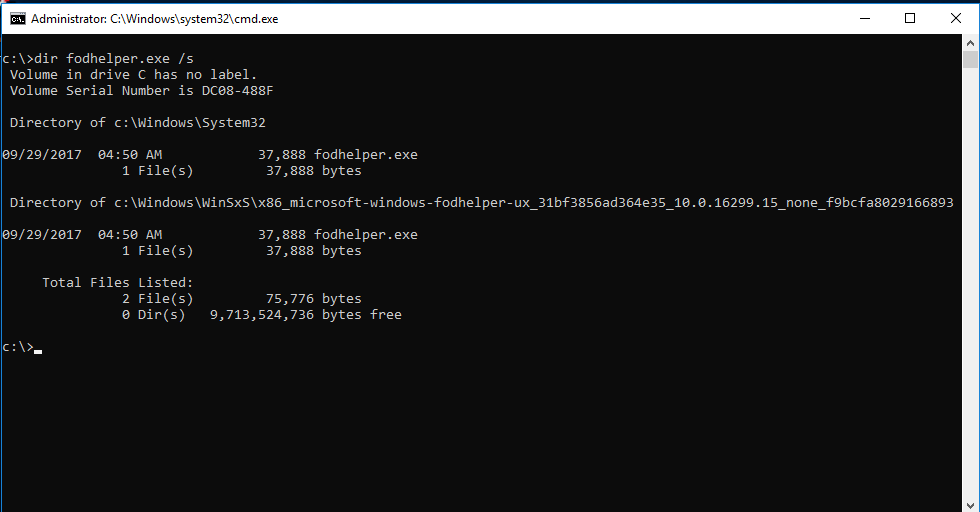 Administrator: C:\Windows\system32\cmd.exe
c:\>dir fodhelper.exe /s
 Volume in drive C has no label.
 Volume Serial Number is DC08-488F
 Directory of c:\Windows\System32
09/29/2017  04:50 AM            37,888 fodhelper.exe
               1 File(s)         37,888 bytes
 Directory of c:\Windows\WinSxS\x86_microsoft-windows-fodhelper-ux_31bf3856ad364e35_10.0.16299.15_none_f9bcfa8029166893
09/29/2017  04:50 AM            37,888 fodhelper.exe
               1 File(s)         37,888 bytes
     Total Files Listed:
               2 File(s)         75,776 bytes
               0 Dir(s)   9,713,524,736 bytes free
c:\>